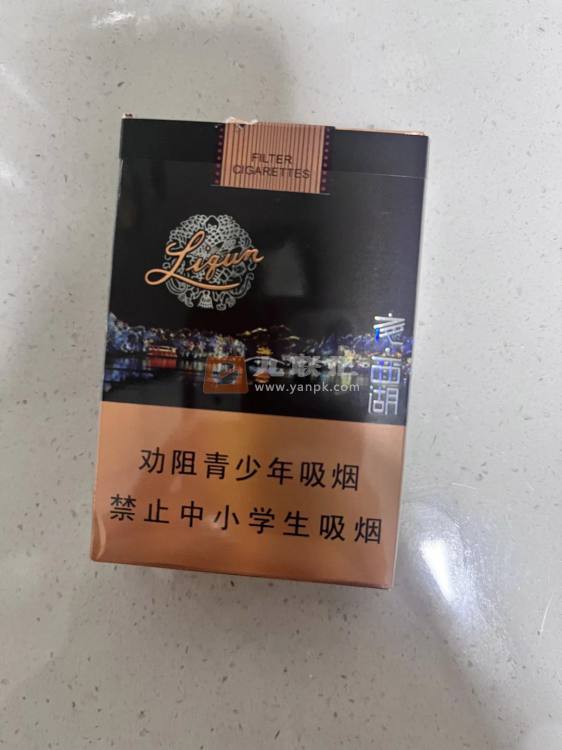 FILTER
CIGARETTES
Liqun
夜西湖
www.yanpk.com
劝阻青少年吸烟
禁止中小学生吸烟